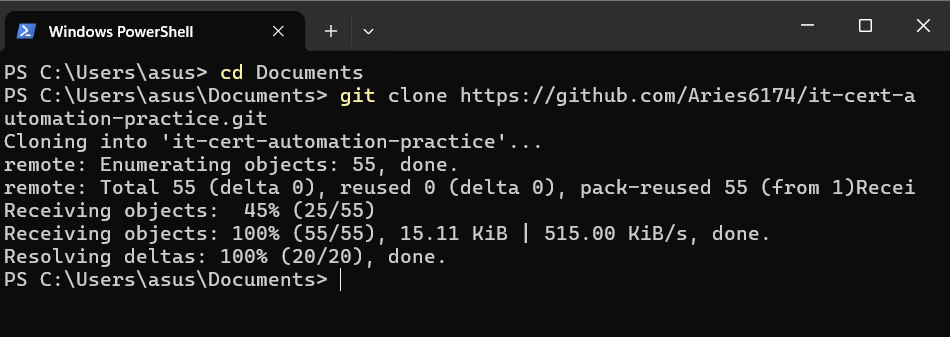 Windows PowerShell
PS C:\Users\asus> cd Documents
PS C:\Users\asus\Documents> git clone https://github.com/Aries6174/it-cert-a
utomation-practice.git
Cloning into 'it-cert-automation-practice'...
remote: Enumerating objects: 55, done.
remote: Total 55 (delta 0), reused 0 (delta 0), pack-reused 55 (from 1)Recei
Receiving objects:  45% (25/55)
Receiving objects: 100% (55/55), 15.11 KiB | 515.00 KiB/s, done.
Resolving deltas: 100% (20/20), done.
PS C:\Users\asus\Documents>